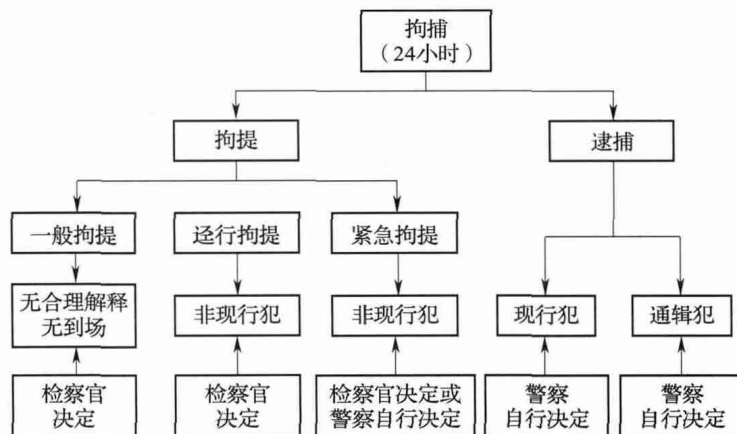 拘捕
（24小时）
拘提
逮捕
一般拘提
迳行拘提
紧急拘提
无合理解释
无到场
非现行犯
非现行犯
现行犯
通辑犯
检察官
决定
检察官
决定
检察官决定或
警察自行决定
警察
自行决定
警察
自行决定